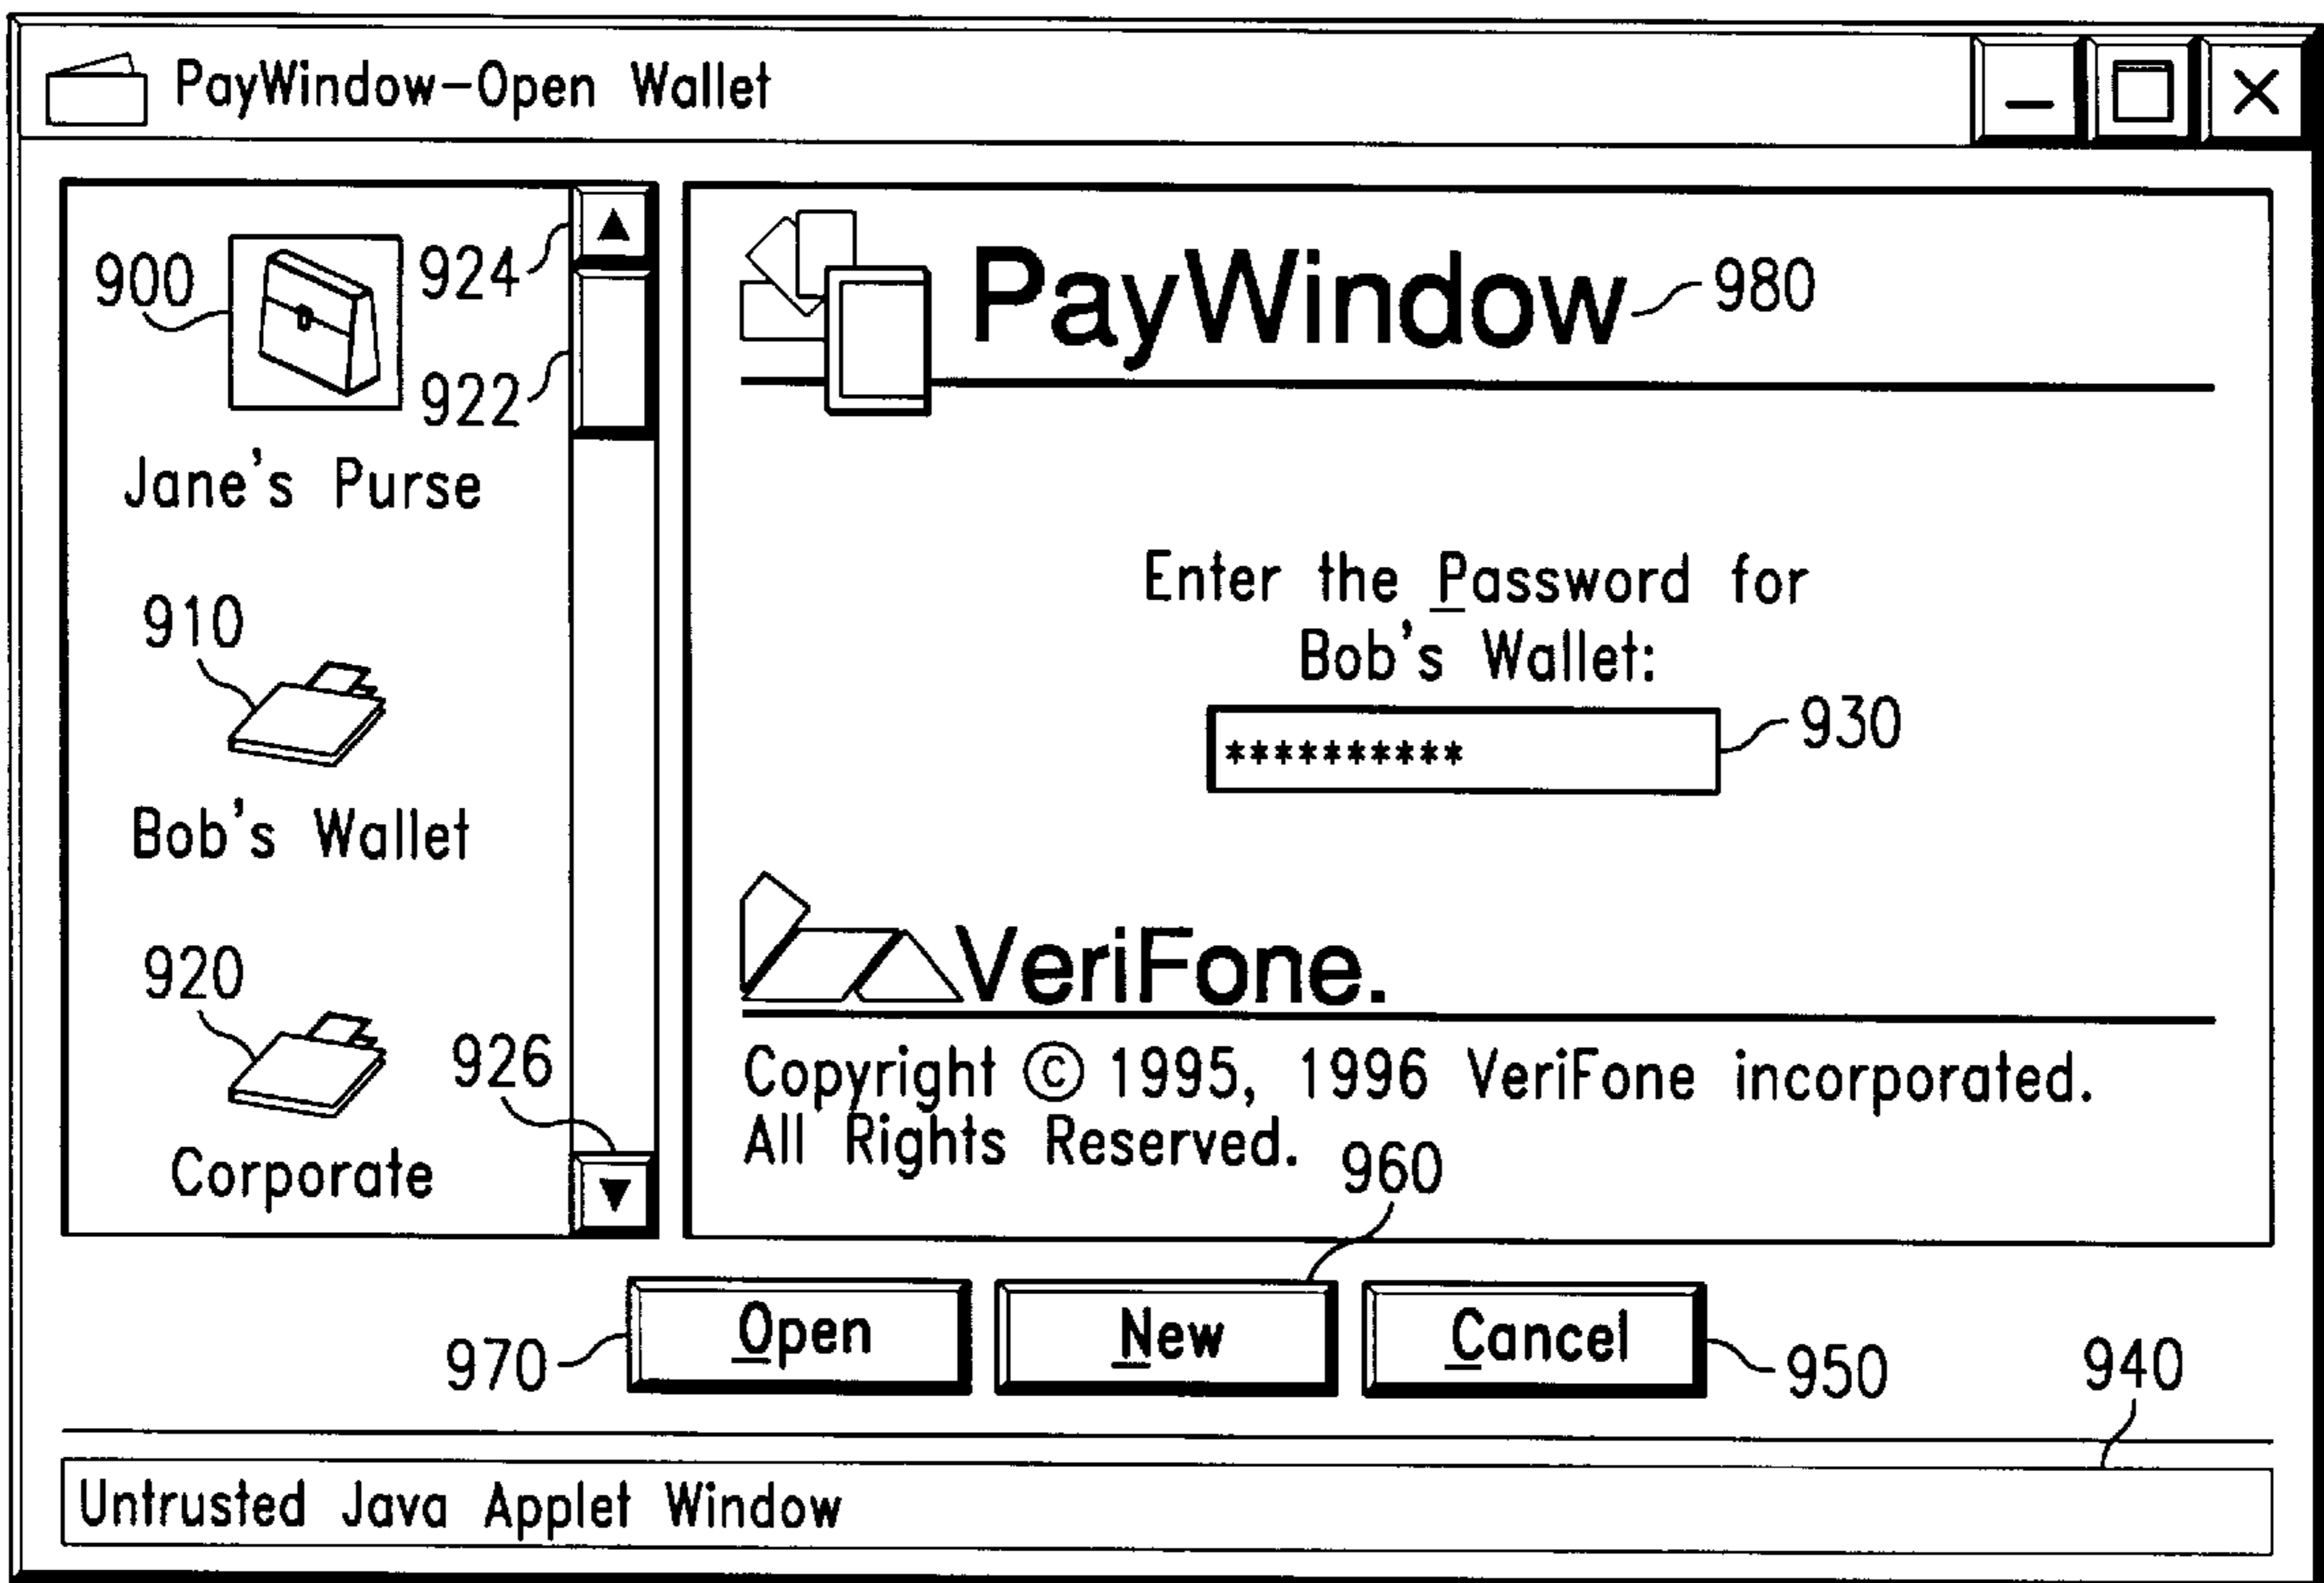 PayWindow-Open Wallet
900
924
922
Jane's Purse
910
Bob's Wallet
920
926
Corporate
PayWindow
980
Enter the Password for
Bob's Wallet:
**********
930
VeriFone.
Copyright © 1995, 1996 VeriFone incorporated.
All Rights Reserved.
960
970
Open
New
Cancel
950
940
Untrusted Java Applet Window